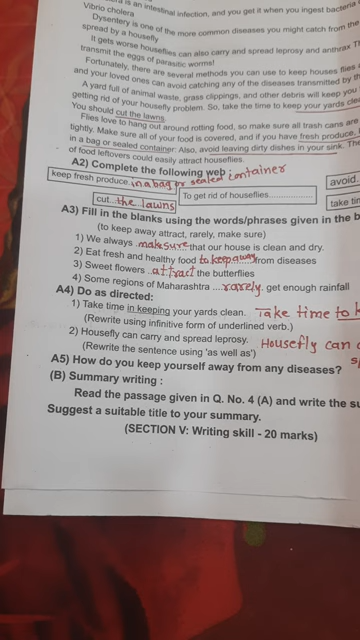 is an intestinal infection, and you get it when you ingest bacteria
Vibrio cholera
Dysentery is one of the more common diseases you might catch from the
spread by a housefly
It gets worse houseflies can also carry and spread leprosy and anthrax
transmit the eggs of parasitic worms!
Fortunately, there are several methods you can use to keep houses flies
and your loved ones can avoid catching any of the diseases transmitted by th
A yard full of animal waste, grass clippings, and other debris will keep
getting rid of your housefly problem. So, take the time to keep your yards
You should cut the lawns.
Flies love to hang out around rotting food, so make sure all trash cans are
tightly. Make sure all of your food is covered, and if you have fresh produce,
in a bag or sealed container. Also, avoid leaving dirty dishes in your sink. The
of food leftovers could easily attract houseflies.
A2) Complete the following web
keep fresh produce. in a bag or sealed container
avoid.
cut...the lawns
To get rid of houseflies..................
take tim
A3) Fill in the blanks using the words/phrases given in the b
(to keep away attract, rarely, make sure)
1) We always .make sure that our house is clean and dry.
2) Eat fresh and healthy food to keep away from diseases
3) Sweet flowers ..attract the butterflies
4) Some regions of Maharashtra ....rarely. get enough rainfall
A4) Do as directed:
1) Take time in keeping your yards clean. Take time to k
(Rewrite using infinitive form of underlined verb.)
2) Housefly can carry and spread leprosy. Housefly can
(Rewrite the sentence using 'as well as') sp
A5) How do you keep yourself away from any diseases?
(B) Summary writing :
Read the passage given in Q. No. 4 (A) and write the su
Suggest a suitable title to your summary.
(SECTION V: Writing skill - 20 marks)